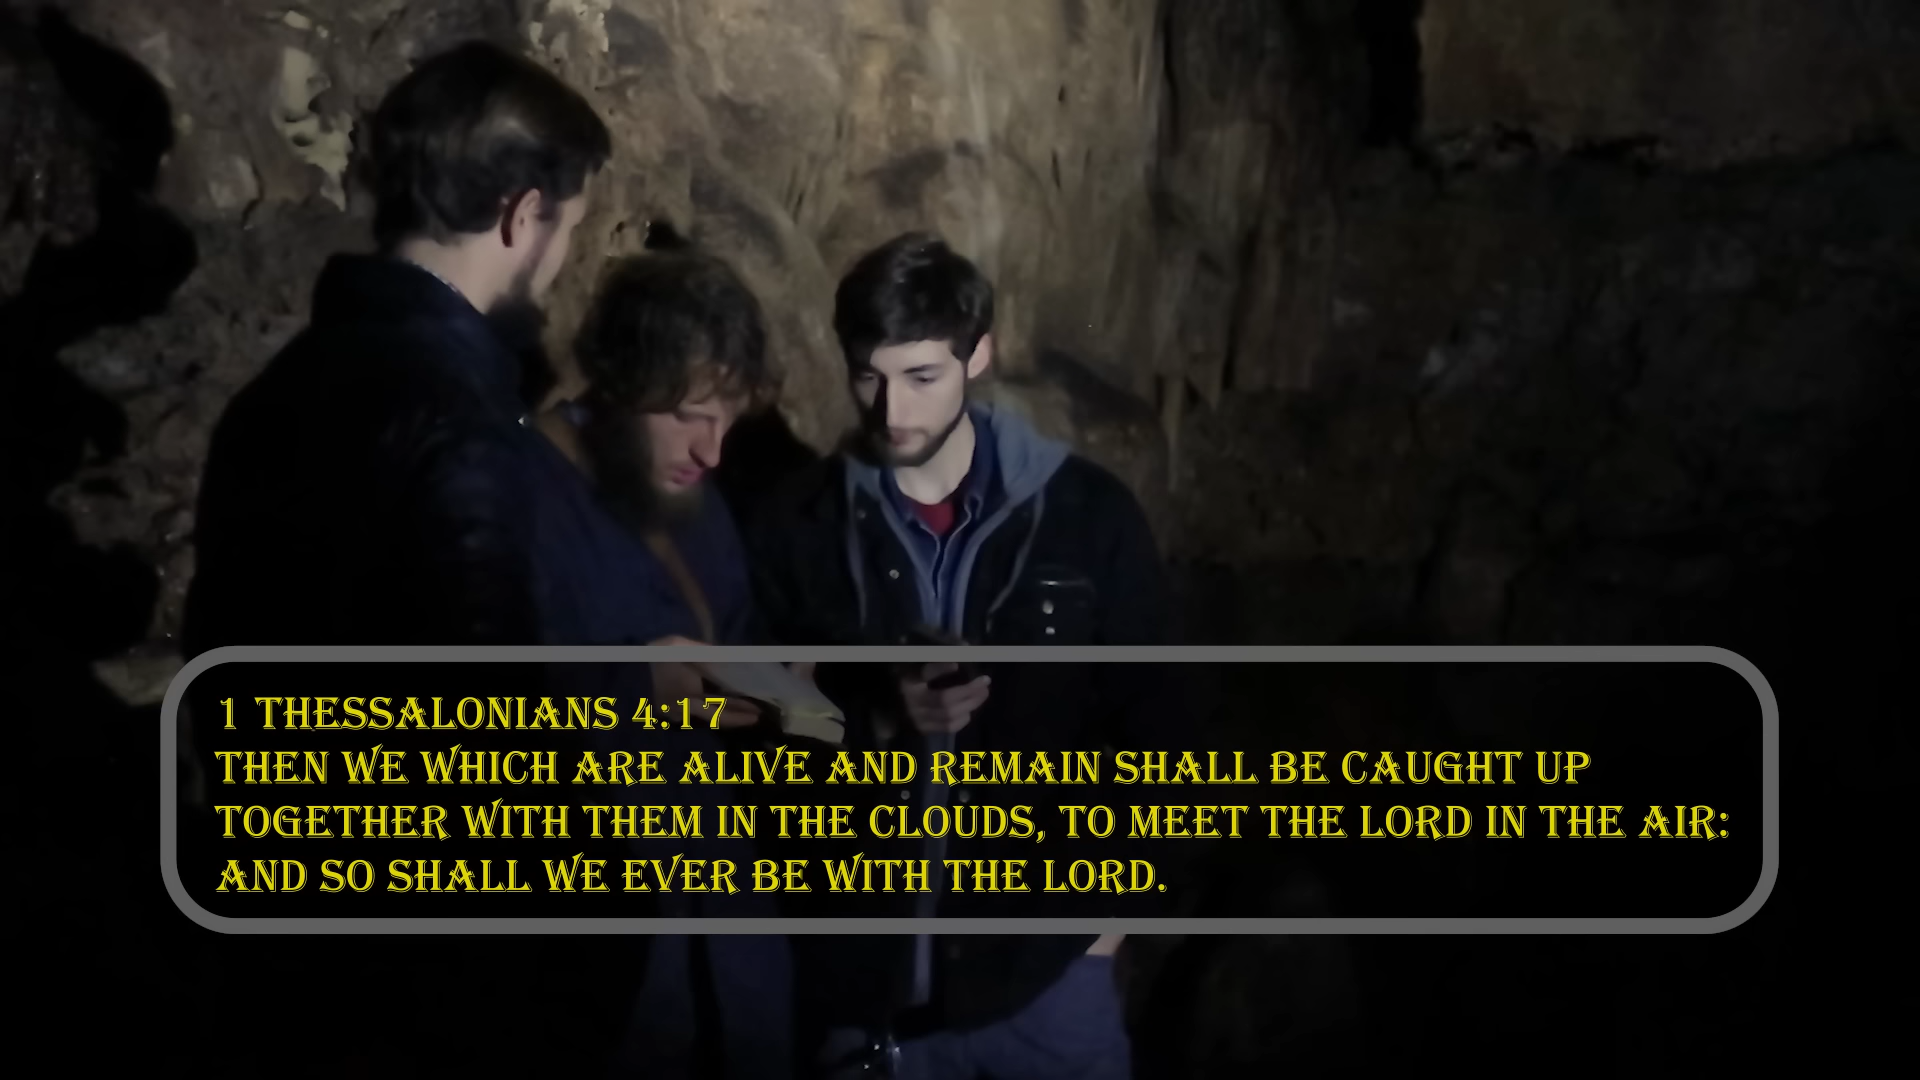 1 THESSALONIANS 4:17
THEN WE WHICH ARE ALIVE AND REMAIN SHALL BE CAUGHT UP
TOGETHER WITH THEM IN THE CLOUDS, TO MEET THE LORD IN THE AIR:
AND SO SHALL WE EVER BE WITH THE LORD.